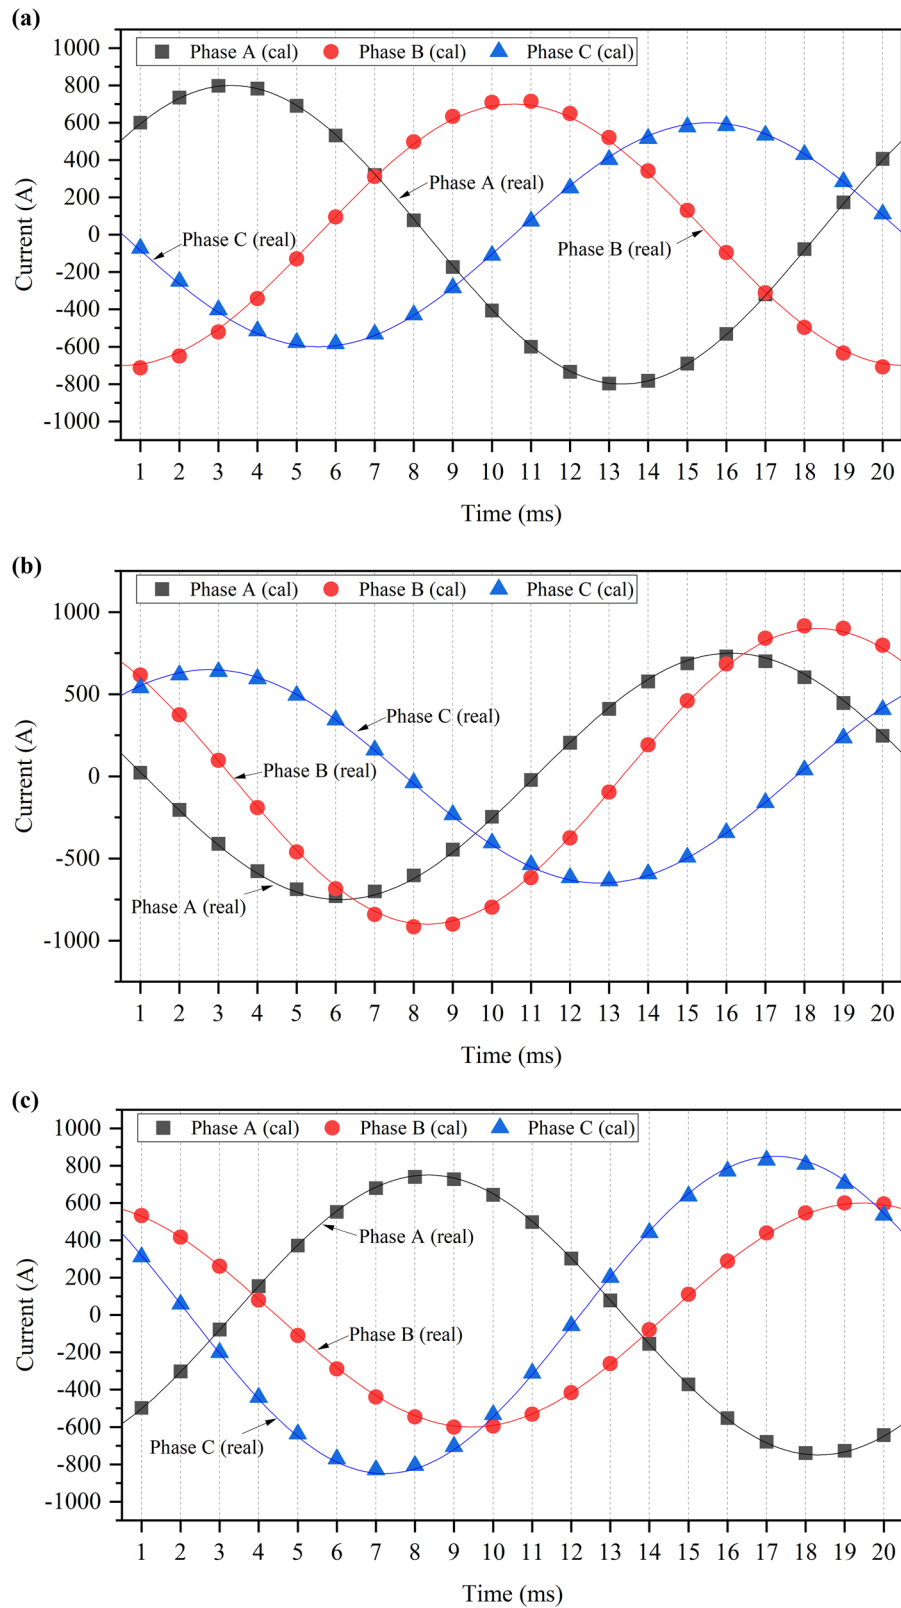 (a)
Phase A (cal) Phase B (cal) Phase C (cal)
1000
800
600
400
200
0
-200
-400
-600
-800
-1000
Current (A)
Phase A (real)
Phase C (real)
Phase B (real)
1 2 3 4 5 6 7 8 9 10 11 12 13 14 15 16 17 18 19 20
Time (ms)
(b)
Phase A (cal) Phase B (cal) Phase C (cal)
1000
500
0
-500
-1000
Current (A)
Phase C (real)
Phase B (real)
Phase A (real)
1 2 3 4 5 6 7 8 9 10 11 12 13 14 15 16 17 18 19 20
Time (ms)
(c)
Phase A (cal) Phase B (cal) Phase C (cal)
1000
800
600
400
200
0
-200
-400
-600
-800
-1000
Current (A)
Phase A (real)
Phase B (real)
Phase C (real)
1 2 3 4 5 6 7 8 9 10 11 12 13 14 15 16 17 18 19 20
Time (ms)